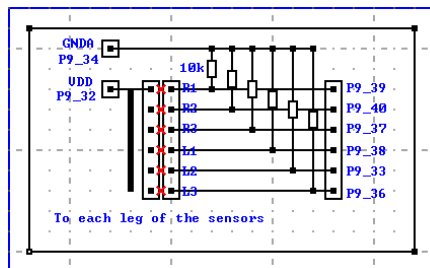 GNDA
P9_34
10k
VDD
P9_32
R1
R2
R3
L1
L2
L3
P9_39
P9_40
P9_37
P9_38
P9_33
P9_36
To each leg of the sensors